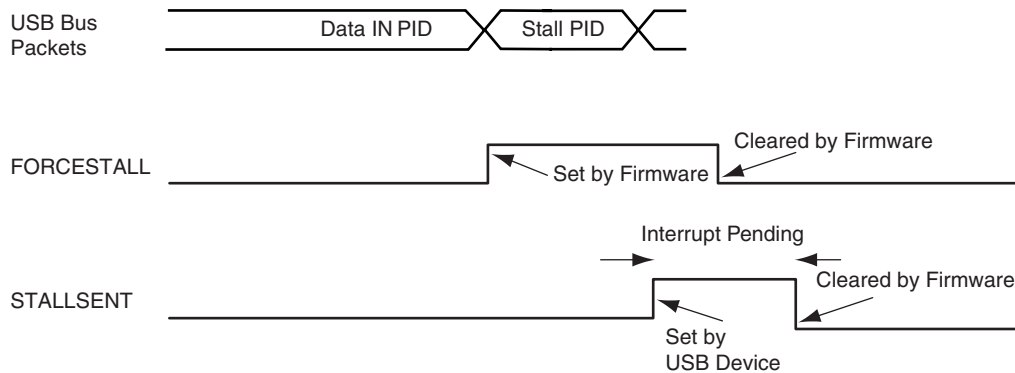 USB Bus
Packets
Data IN PID
Stall PID
FORCESTALL
Set by Firmware
Cleared by Firmware
Interrupt Pending
STALLSENT
Set by
USB Device
Cleared by Firmware